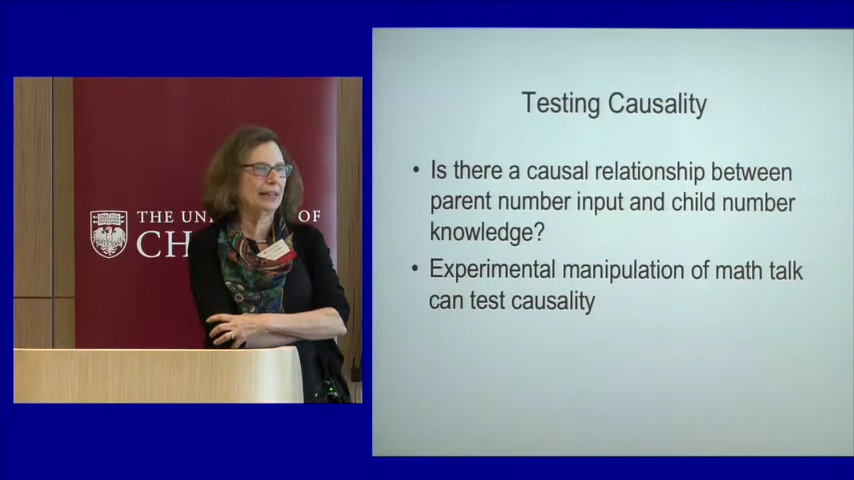 THE UNI OF
CH
Testing Causality
• Is there a causal relationship between
parent number input and child number
knowledge?
• Experimental manipulation of math talk
can test causality